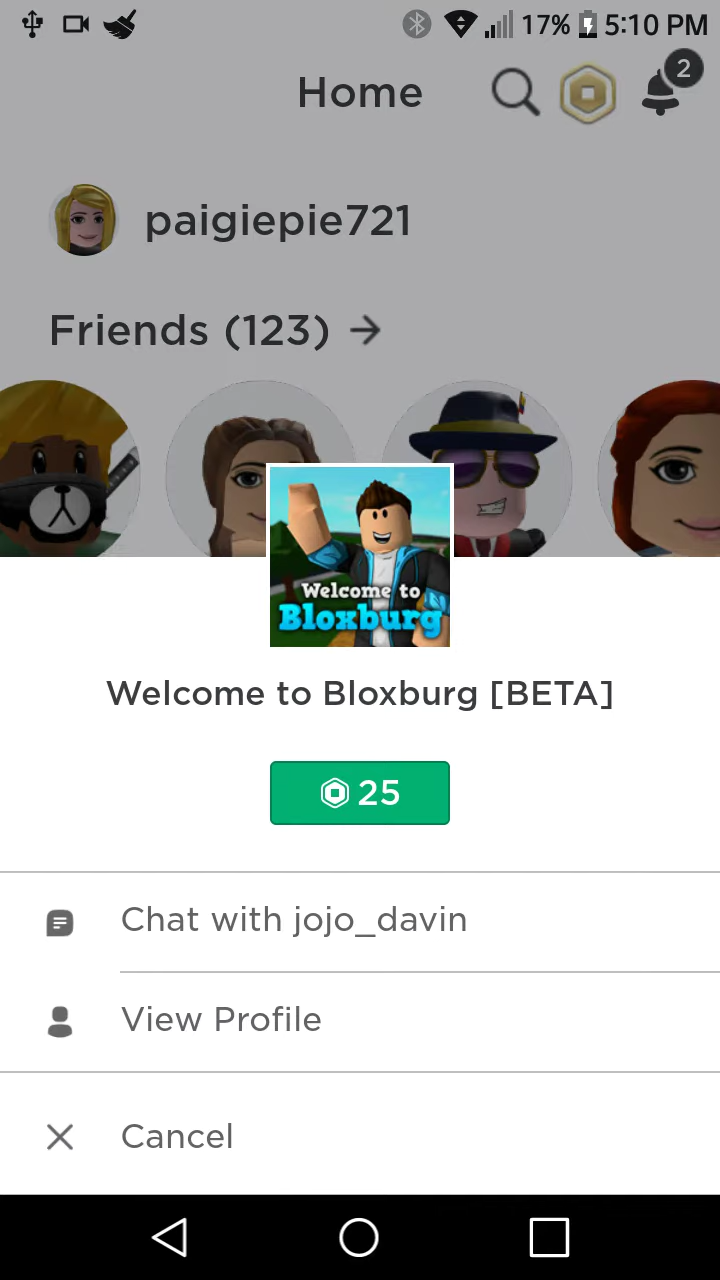 17% 5:10 PM
Home
2
paigiepie721
Friends (123)
Welcome to
Bloxburg
Welcome to Bloxburg [BETA]
25
Chat with jojo_davin
View Profile
Cancel